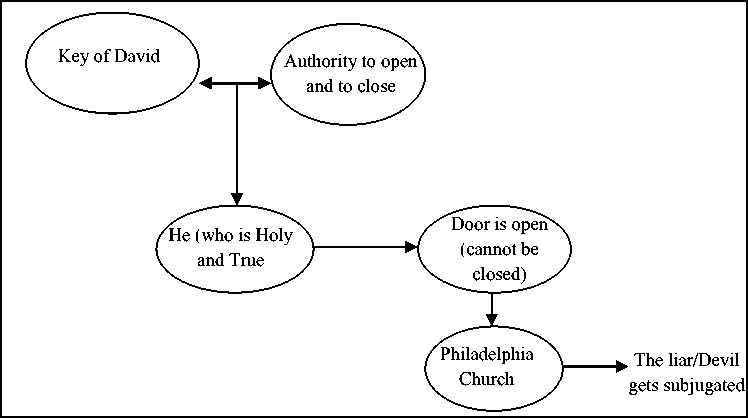 Key of David
Authority to open
and to close
He (who is Holy
and True
Door is open
(cannot be
closed)
Philadelphia
Church
The liar/Devil
gets subjugated